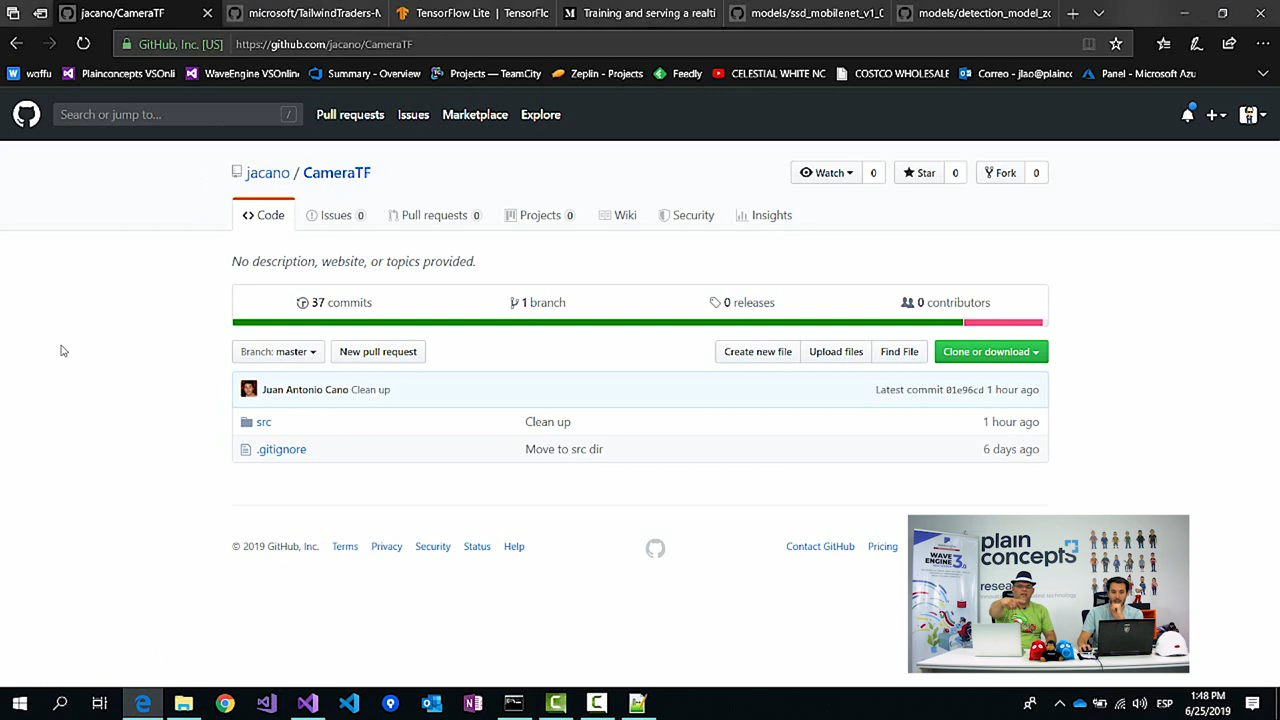 jacano/CameraTF
microsoft/TailwindTraders-M
TensorFlow Lite | TensorFlc
Training and serving a realti
models/ssd_mobilenet_v1_0
models/detection_model_zo
GitHub, Inc. [US]
https://github.com/jacano/CameraTF
waffu
Plainconcepts VSOnli
WaveEngine VSOnline
Summary - Overview
Projects — TeamCity
Zeplin - Projects
Feedly
CELESTIAL WHITE NC
COSTCO WHOLESALE
Correo - jlao@plainco
Panel - Microsoft Azu
Search or jump to...
/
Pull requests
Issues
Marketplace
Explore
jacano / CameraTF
Watch
0
Star
0
Fork
0
Code
Issues 0
Pull requests 0
Projects 0
Wiki
Security
Insights
No description, website, or topics provided.
37 commits
1 branch
0 releases
0 contributors
Branch: master
New pull request
Create new file
Upload files
Find File
Clone or download
Juan Antonio Cano Clean up
Latest commit 01e96cd 1 hour ago
src
Clean up
1 hour ago
.gitignore
Move to src dir
6 days ago
© 2019 GitHub, Inc.
Terms
Privacy
Security
Status
Help
Contact GitHub
Pricing
plain
concepts
WAVE
ENGINE
3.0
ESP
1:48 PM
6/25/2019